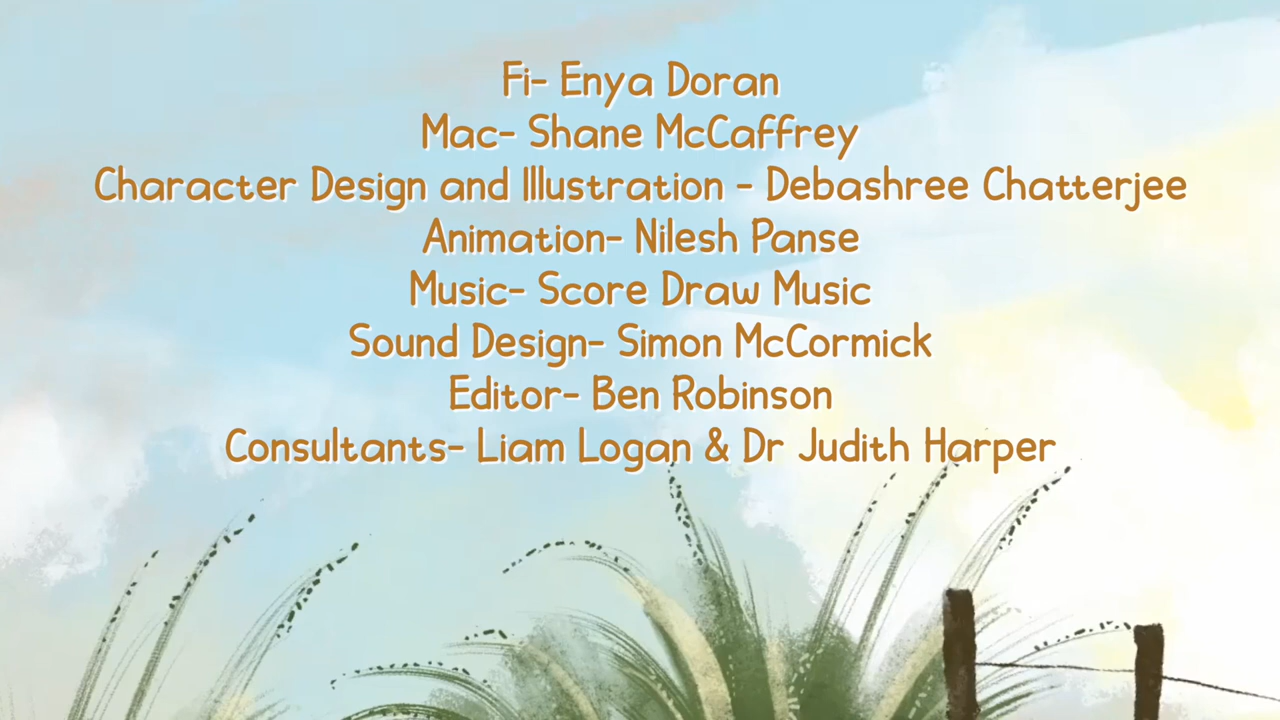 Fi- Enya Doran
Mac- Shane McCaffrey
Character Design and Illustration - Debashree Chatterjee
Animation- Nilesh Panse
Music- Score Draw Music
Sound Design- Simon McCormick
Editor- Ben Robinson
Consultants- Liam Logan & Dr Judith Harper